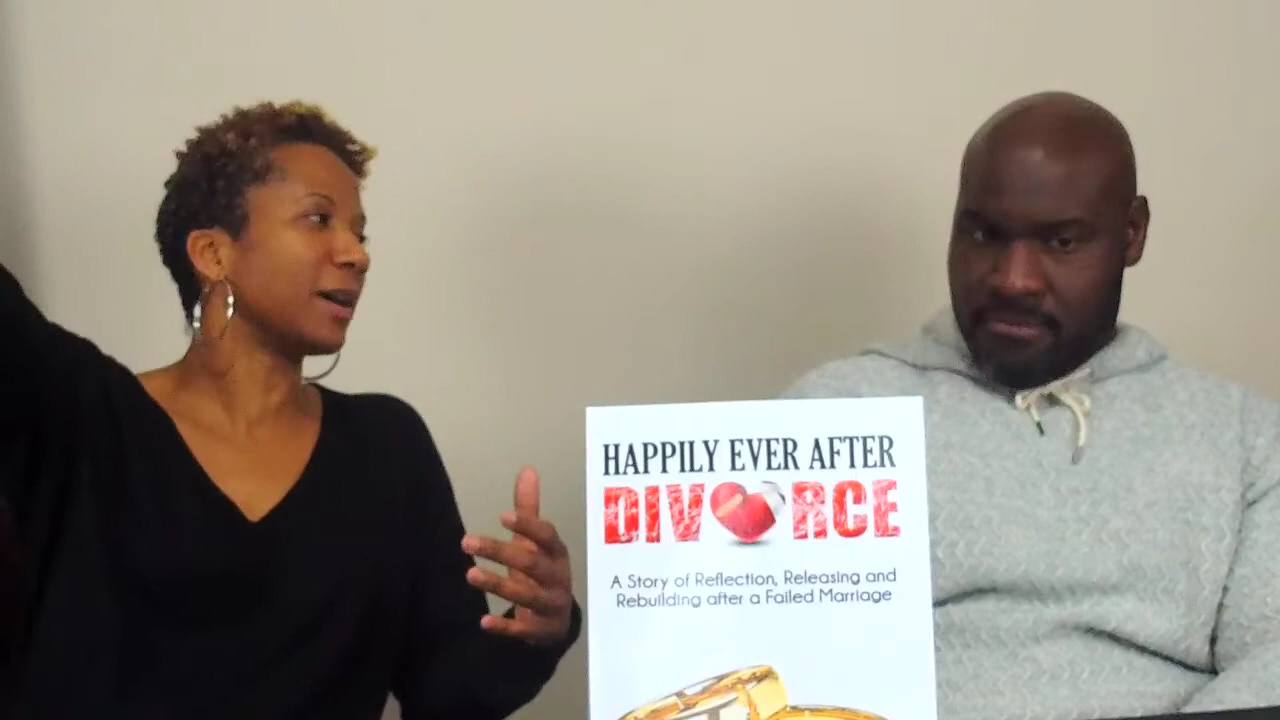 HAPPILY EVER AFTER
DIVORCE
A Story of Reflection, Releasing and
Rebuilding after a Failed Marriage